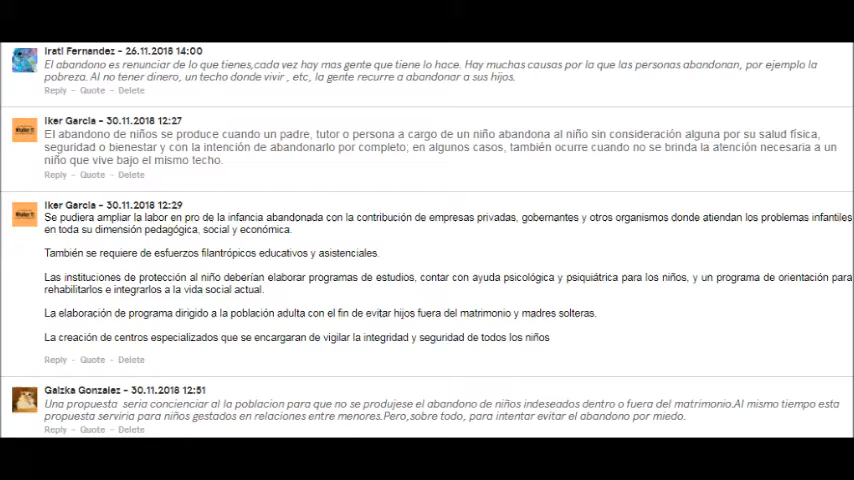 Irati Fernandez - 26.11.2018 14:00
El abandono es renunciar de lo que tienes,cada vez hay mas gente que tiene lo hace. Hay muchas causas por la que las personas abandonan, por ejemplo la
pobreza. Al no tener dinero, un techo donde vivir , etc, la gente recurre a abandonar a sus hijos.
Reply - Quote - Delete
Iker Garcia - 30.11.2018 12:27
El abandono de niños se produce cuando un padre, tutor o persona a cargo de un niño abandona al niño sin consideración alguna por su salud física,
seguridad o bienestar y con la intención de abandonarlo por completo; en algunos casos, también ocurre cuando no se brinda la atención necesaria a un
niño que vive bajo el mismo techo.
Reply - Quote - Delete
Iker Garcia - 30.11.2018 12:29
Se pudiera ampliar la labor en pro de la infancia abandonada con la contribución de empresas privadas, gobernantes y otros organismos donde atiendan los problemas infantiles
en toda su dimensión pedagógica, social y económica.
También se requiere de esfuerzos filantrópicos educativos y asistenciales.
Las instituciones de protección al niño deberían elaborar programas de estudios, contar con ayuda psicológica y psiquiátrica para los niños, y un programa de orientación para
rehabilitarlos e integrarlos a la vida social actual.
La elaboración de programa dirigido a la población adulta con el fin de evitar hijos fuera del matrimonio y madres solteras.
La creación de centros especializados que se encargaran de vigilar la integridad y seguridad de todos los niños
Reply - Quote - Delete
Gaizka Gonzalez - 30.11.2018 12:51
Una propuesta seria concienciar al la poblacion para que no se produjese el abandono de niños indeseados dentro o fuera del matrimonio.Al mismo tiempo esta
propuesta serviria para niños gestados en relaciones entre menores.Pero,sobre todo, para intentar evitar el abandono por miedo.
Reply - Quote - Delete